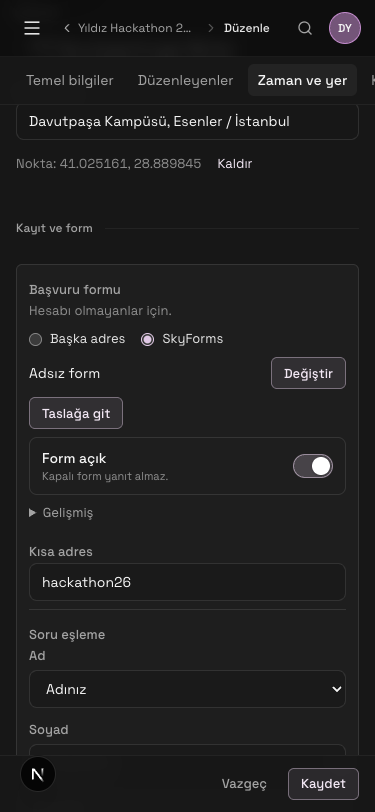 Yıldız Hackathon 2...
Düzenle
DY
Temel bilgiler
Düzenleyenler
Zaman ve yer
Davutpaşa Kampüsü, Esenler / İstanbul
Nokta: 41.025161, 28.889845
Kaldır
Kayıt ve form
Başvuru formu
Hesabı olmayanlar için.
Başka adres
SkyForms
Adsız form
Değiştir
Taslağa git
Form açık
Kapalı form yanıt almaz.
Gelişmiş
Kısa adres
hackathon26
Soru eşleme
Ad
Adınız
Soyad
N
Vazgeç
Kaydet